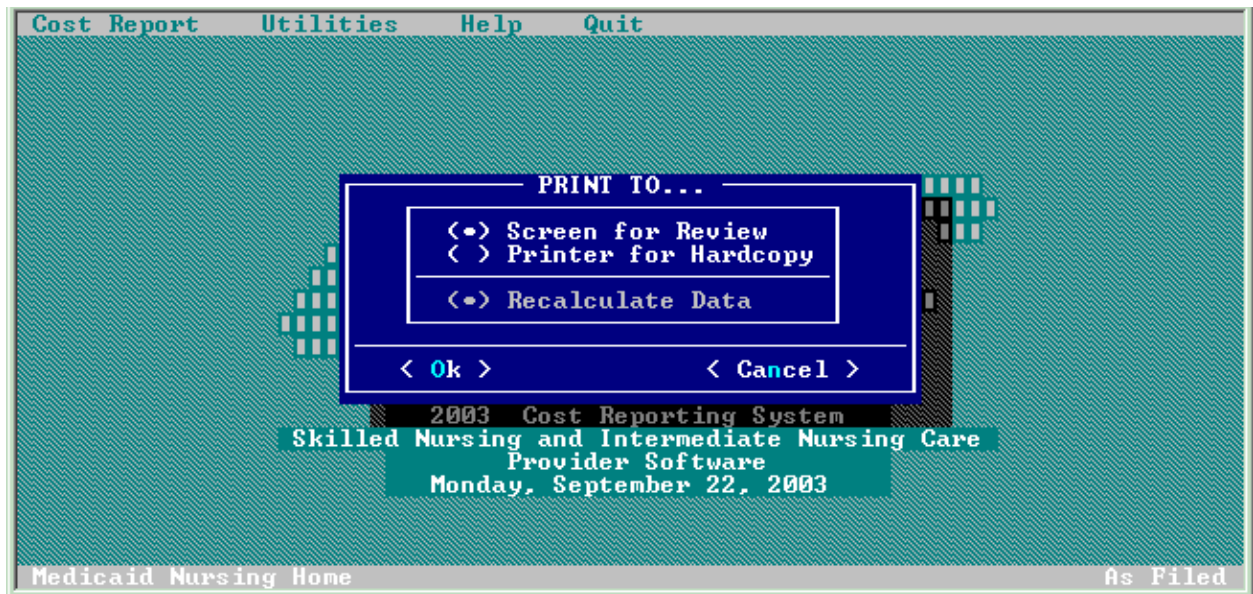 Cost Report Utilities Help Quit
PRINT TO...
(•) Screen for Review
( ) Printer for Hardcopy
(•) Recalculate Data
< Ok > < Cancel >
2003 Cost Reporting System
Skilled Nursing and Intermediate Nursing Care
Provider Software
Monday, September 22, 2003
Medicaid Nursing Home As Filed